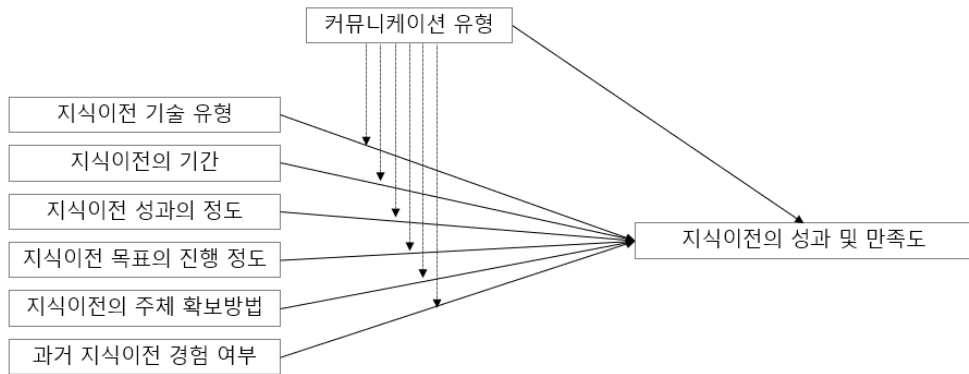 커뮤니케이션 유형
지식이전 기술 유형
지식이전의 기간
지식이전 성과의 정도
지식이전 목표의 진행 정도
지식이전의 주체 확보방법
과거 지식이전 경험 여부
지식이전의 성과 및 만족도